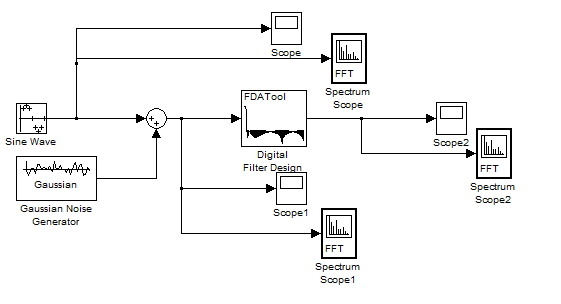 Scope
FFT
Spectrum
Scope
FDATool
Sine Wave
Scope2
Digital
Filter Design
FFT
Gaussian
Spectrum
Scope2
Gaussian Noise
Generator
Scope1
FFT
Spectrum
Scope1